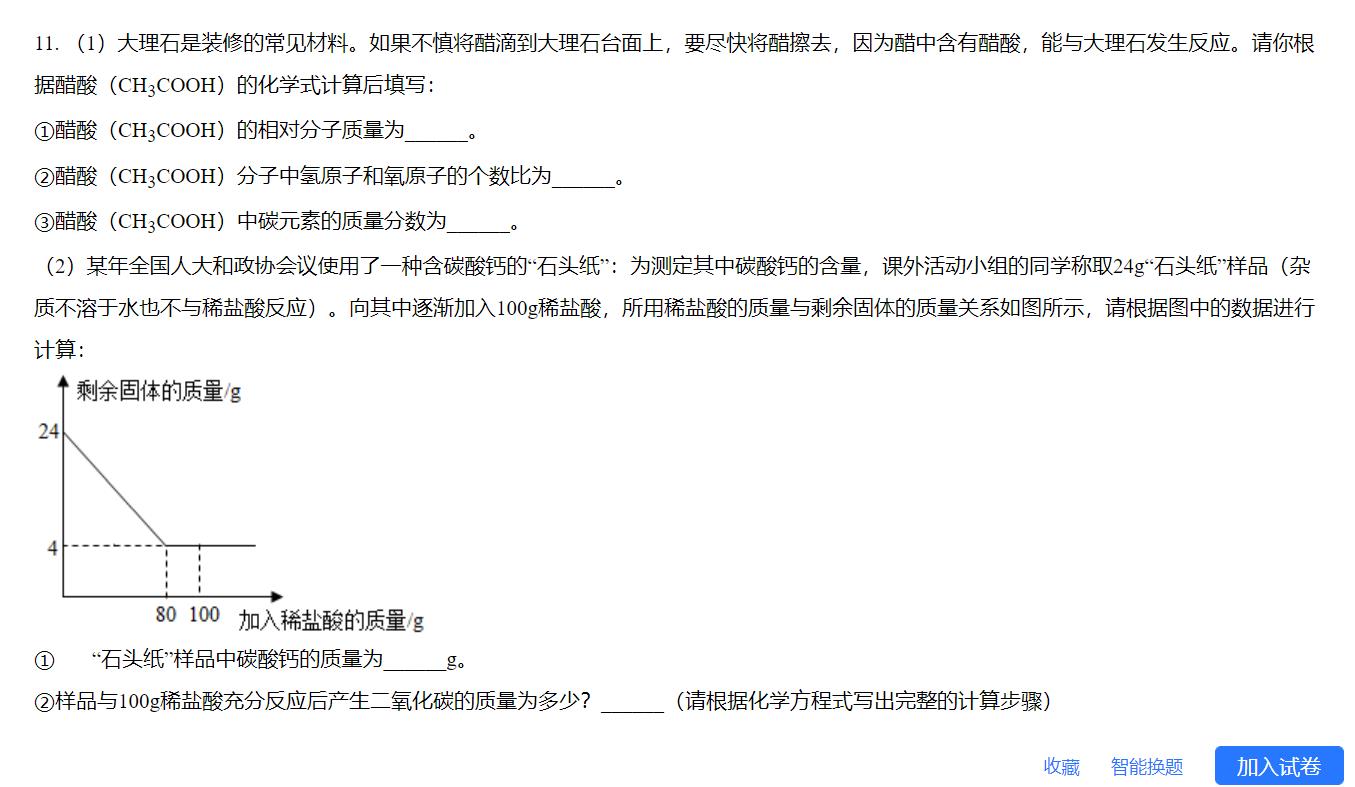 11. （1）大理石是装修的常见材料。如果不慎将醋滴到大理石台面上，要尽快将醋擦去，因为醋中含有醋酸，能与大理石发生反应。请你根
据醋酸（CH₃COOH）的化学式计算后填写：
①醋酸（CH₃COOH）的相对分子质量为______。
②醋酸（CH₃COOH）分子中氢原子和氧原子的个数比为______。
③醋酸（CH₃COOH）中碳元素的质量分数为______。
（2）某年全国人大和政协会议使用了一种含碳酸钙的“石头纸”：为测定其中碳酸钙的含量，课外活动小组的同学称取24g“石头纸”样品（杂
质不溶于水也不与稀盐酸反应）。向其中逐渐加入100g稀盐酸，所用稀盐酸的质量与剩余固体的质量关系如图所示，请根据图中的数据进行
计算：
剩余固体的质量/g
24
4
80 100 加入稀盐酸的质量/g
① “石头纸”样品中碳酸钙的质量为______g。
②样品与100g稀盐酸充分反应后产生二氧化碳的质量为多少？______（请根据化学方程式写出完整的计算步骤）
收藏 智能换题 加入试卷